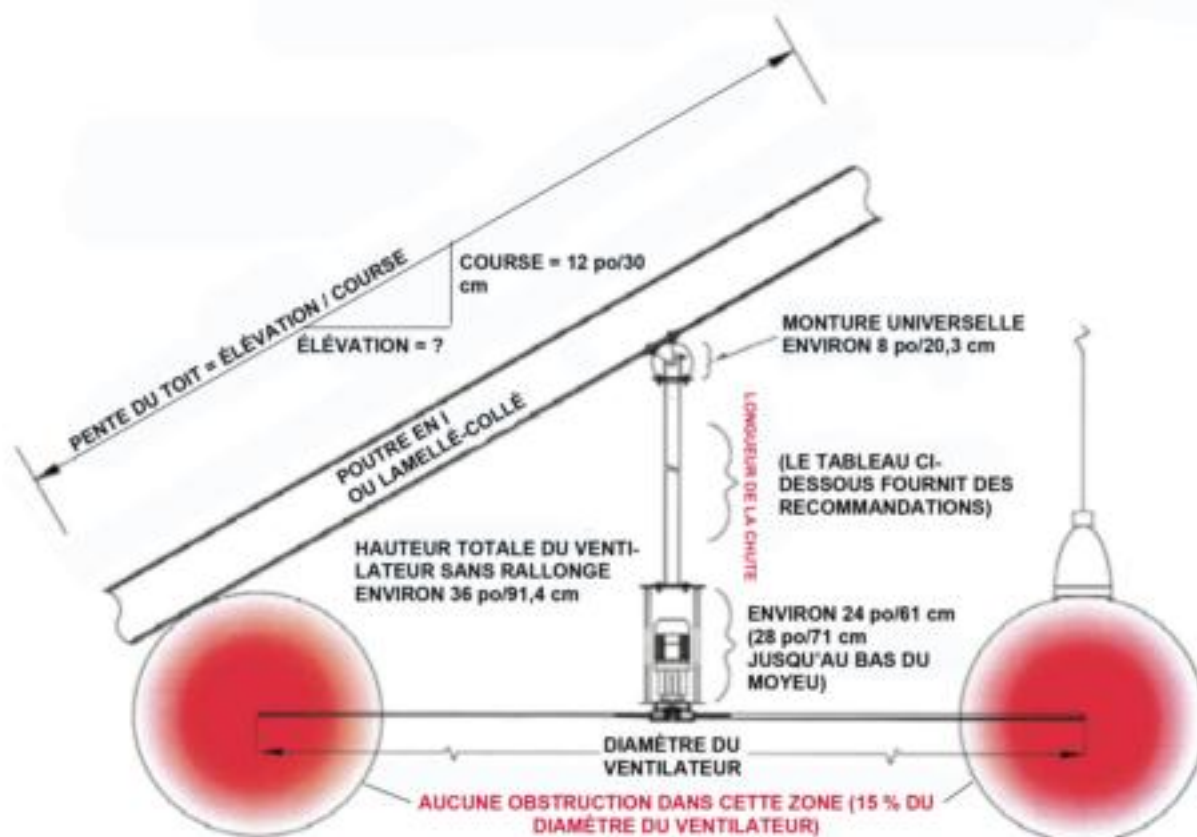 PENTE DU TOIT = ÉLÉVATION / COURSE
COURSE = 12 po/30
cm
ÉLÉVATION = ?
POUTRE EN I
OU LAMELLÉ-COLLÉ
MONTURE UNIVERSELLE
ENVIRON 8 po/20,3 cm
LONGUEUR DE LA CHUTE
(LE TABLEAU CI-
DESSOUS FOURNIT DES
RECOMMANDATIONS)
HAUTEUR TOTALE DU VENTI-
LATEUR SANS RALLONGE
ENVIRON 36 po/91,4 cm
ENVIRON 24 po/61 cm
(28 po/71 cm
JUSQU'AU BAS DU
MOYEU)
DIAMÈTRE DU
VENTILATEUR
AUCUNE OBSTRUCTION DANS CETTE ZONE (15 % DU
DIAMÈTRE DU VENTILATEUR)